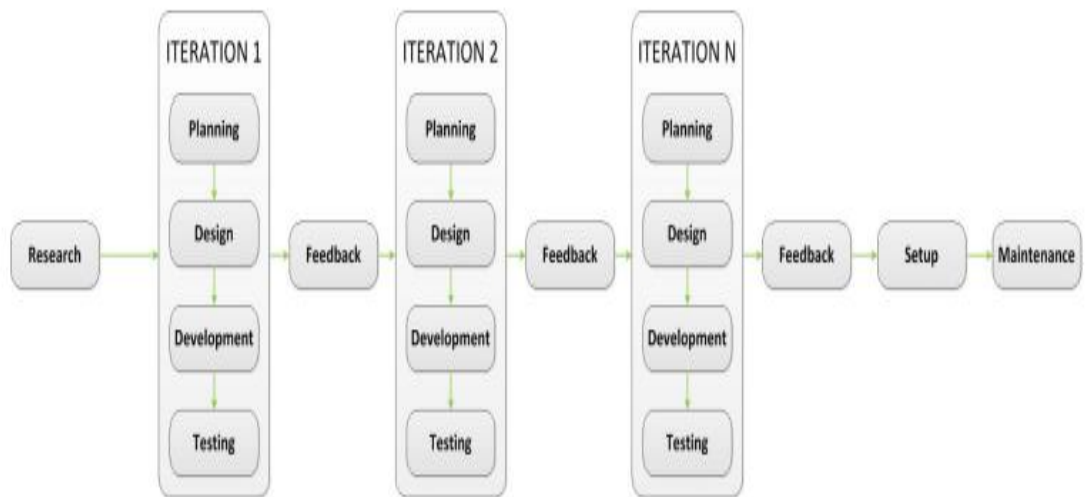 Research
ITERATION 1
Planning
Design
Development
Testing
Feedback
ITERATION 2
Planning
Design
Development
Testing
Feedback
ITERATION N
Planning
Design
Development
Testing
Feedback
Setup
Maintenance